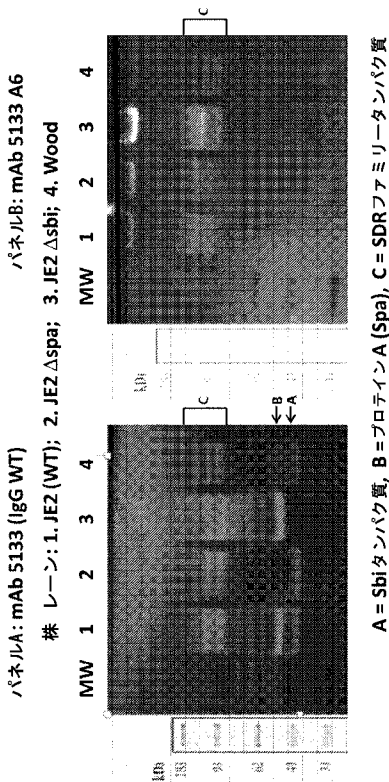 パネルA: mAb 5133 (IgG WT)
パネルB: mAb 5133 A6
株 レーン: 1. JE2 (WT); 2. JE2 Δspa; 3. JE2 Δsbi; 4. Wood
MW 1 2 3 4
MW 1 2 3 4
kDa
C
B
A
kDa
C
A = Sbiタンパク質, B =プロテインA (Spa), C = SDRファミリータンパク質